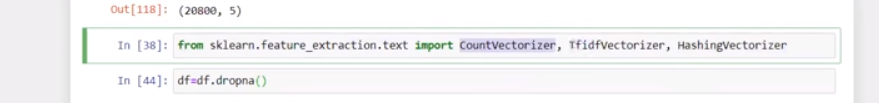 Out[118]: (20800, 5)
In [38]: from sklearn.feature_extraction.text import CountVectorizer, TfidfVectorizer, HashingVectorizer
In [44]: df=df.dropna()